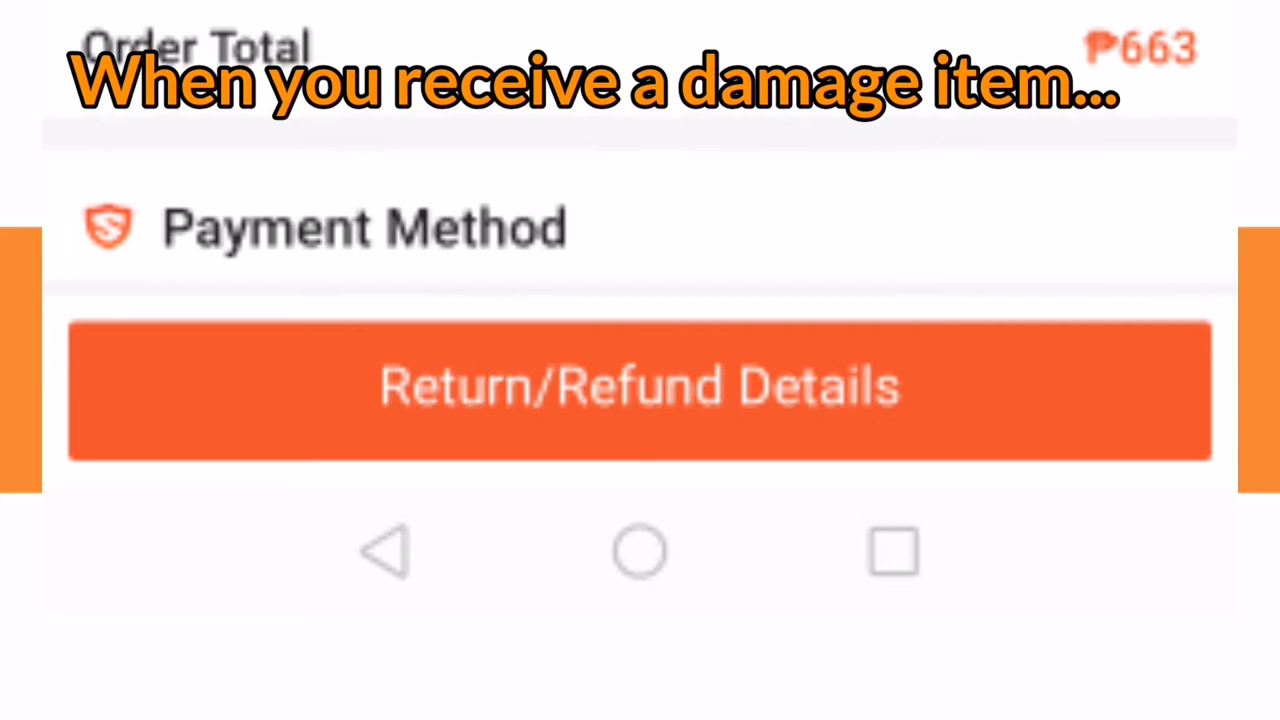 Order Total ₱663
When you receive a damage item...
Payment Method
Return/Refund Details